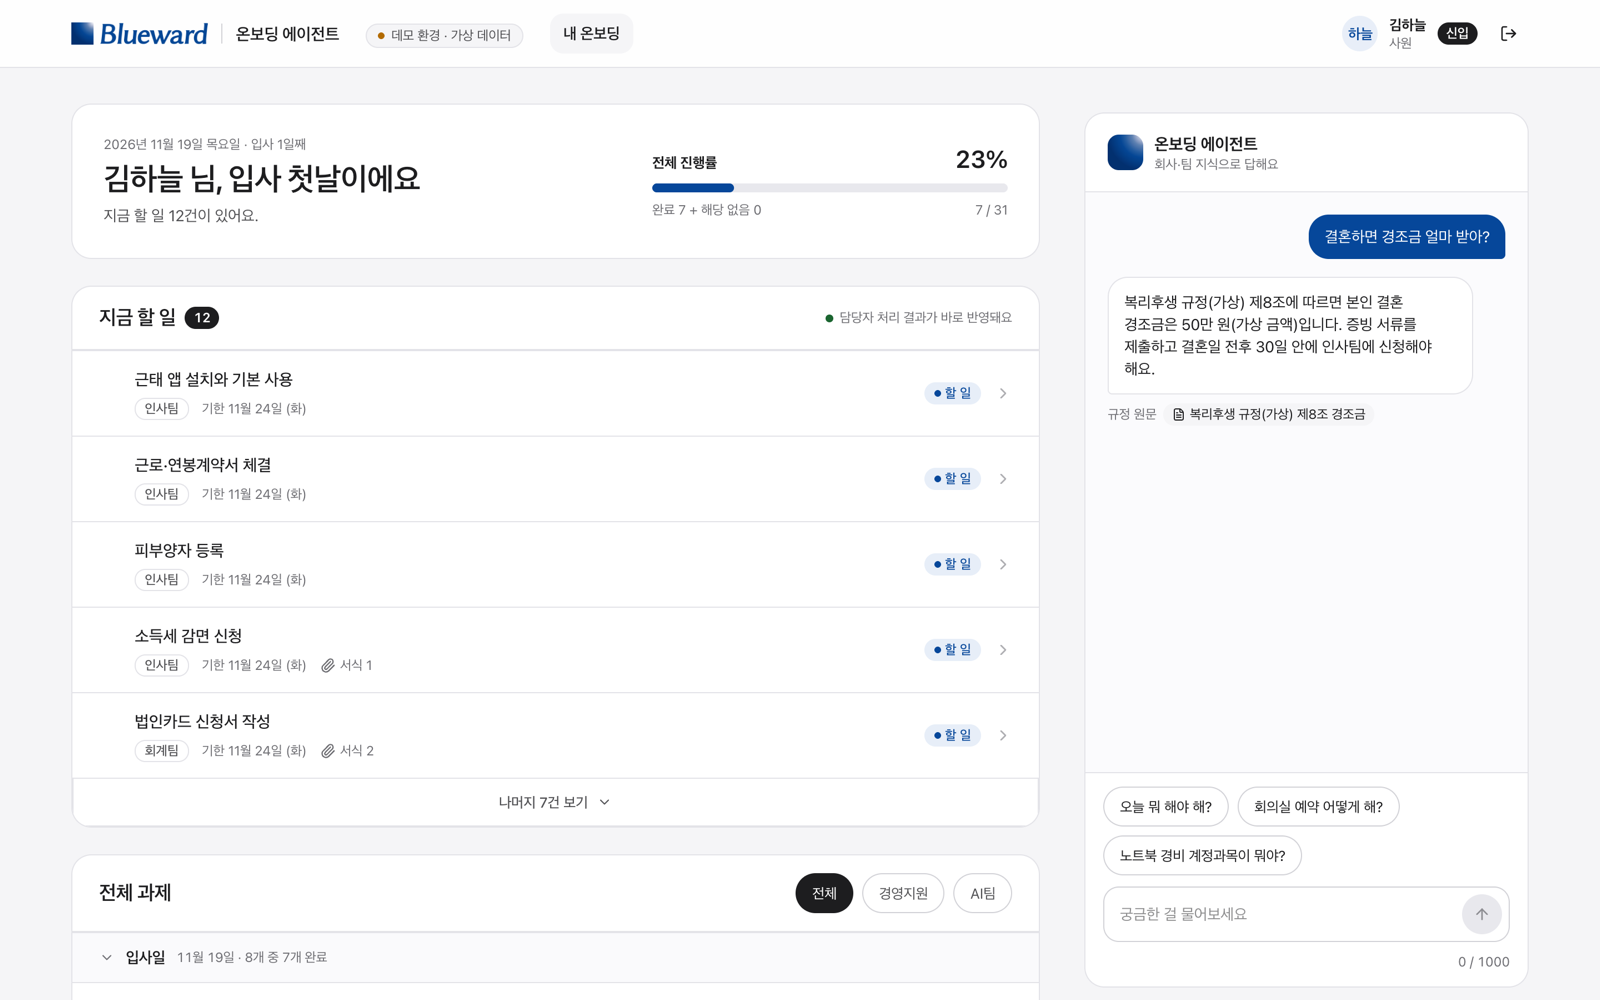 Blueward
온보딩 에이전트
데모 환경 · 가상 데이터
내 온보딩
하늘
김하늘
사원
신입
2026년 11월 19일 목요일 · 입사 1일째
김하늘 님, 입사 첫날이에요
지금 할 일 12건이 있어요.
전체 진행률
23%
완료 7 + 해당 없음 0
7 / 31
지금 할 일 12
담당자 처리 결과가 바로 반영돼요
근태 앱 설치와 기본 사용
인사팀 기한 11월 24일 (화)
할 일
근로·연봉계약서 체결
인사팀 기한 11월 24일 (화)
할 일
피부양자 등록
인사팀 기한 11월 24일 (화)
할 일
소득세 감면 신청
인사팀 기한 11월 24일 (화) 서식 1
할 일
법인카드 신청서 작성
회계팀 기한 11월 24일 (화) 서식 2
할 일
나머지 7건 보기
전체 과제
전체
경영지원
AI팀
입사일 11월 19일 · 8개 중 7개 완료
온보딩 에이전트
회사·팀 지식으로 답해요
결혼하면 경조금 얼마 받아?
복리후생 규정(가상) 제8조에 따르면 본인 결혼
경조금은 50만 원(가상 금액)입니다. 증빙 서류를
제출하고 결혼일 전후 30일 안에 인사팀에 신청해야
해요.
규정 원문 복리후생 규정(가상) 제8조 경조금
오늘 뭐 해야 해?
회의실 예약 어떻게 해?
노트북 경비 계정과목이 뭐야?
궁금한 걸 물어보세요
0 / 1000